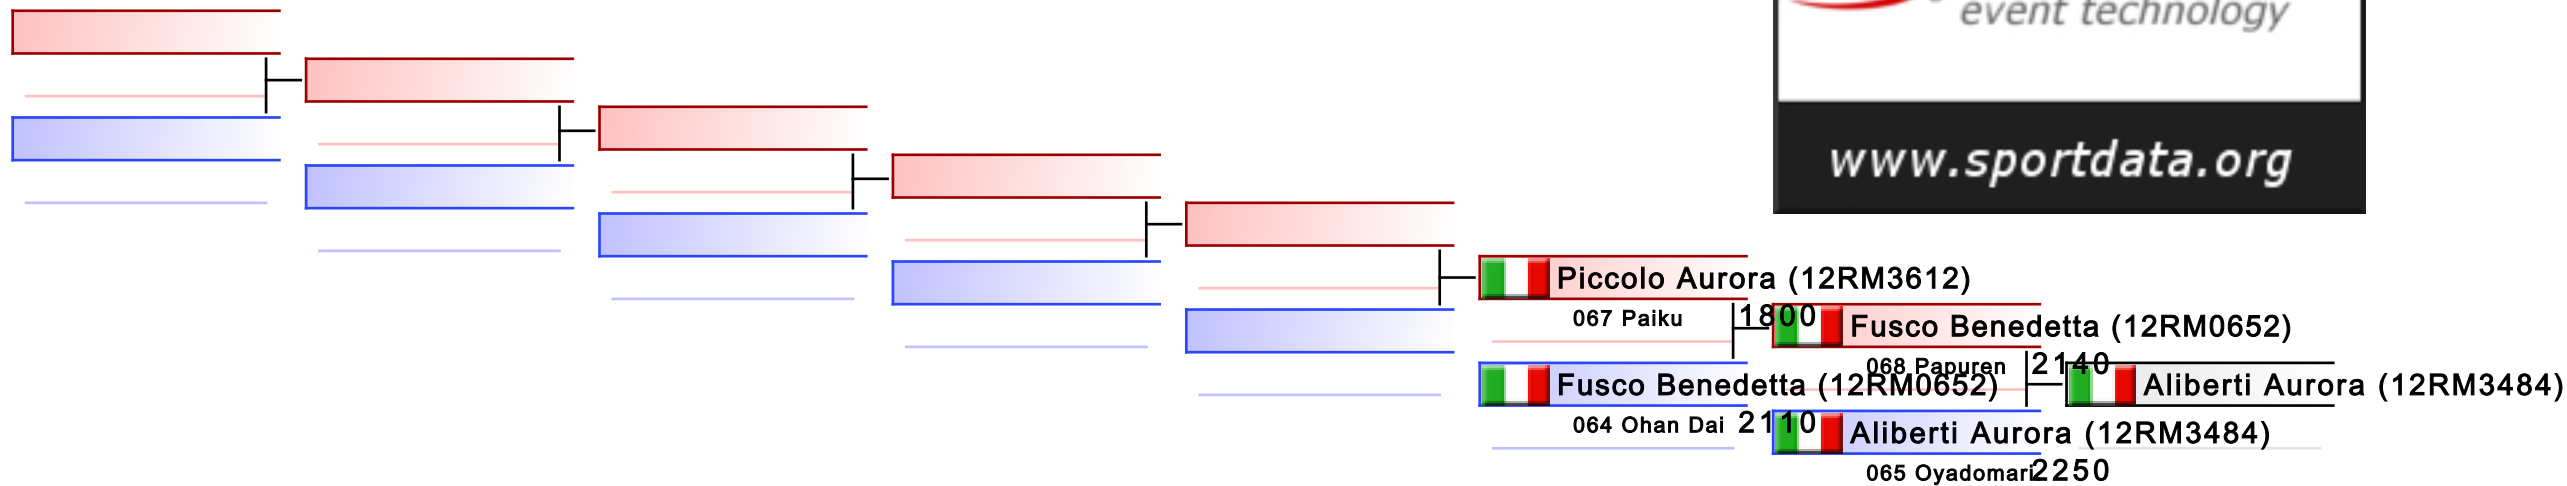 event technology
www.sportdata.org
Piccolo Aurora (12RM3612)
067 Paiku 1800
Fusco Benedetta (12RM0652)
068 Papuren 2140
Fusco Benedetta (12RM0652)
Aliberti Aurora (12RM3484)
064 Ohan Dai 2110
Aliberti Aurora (12RM3484)
065 Oyadomari 2250